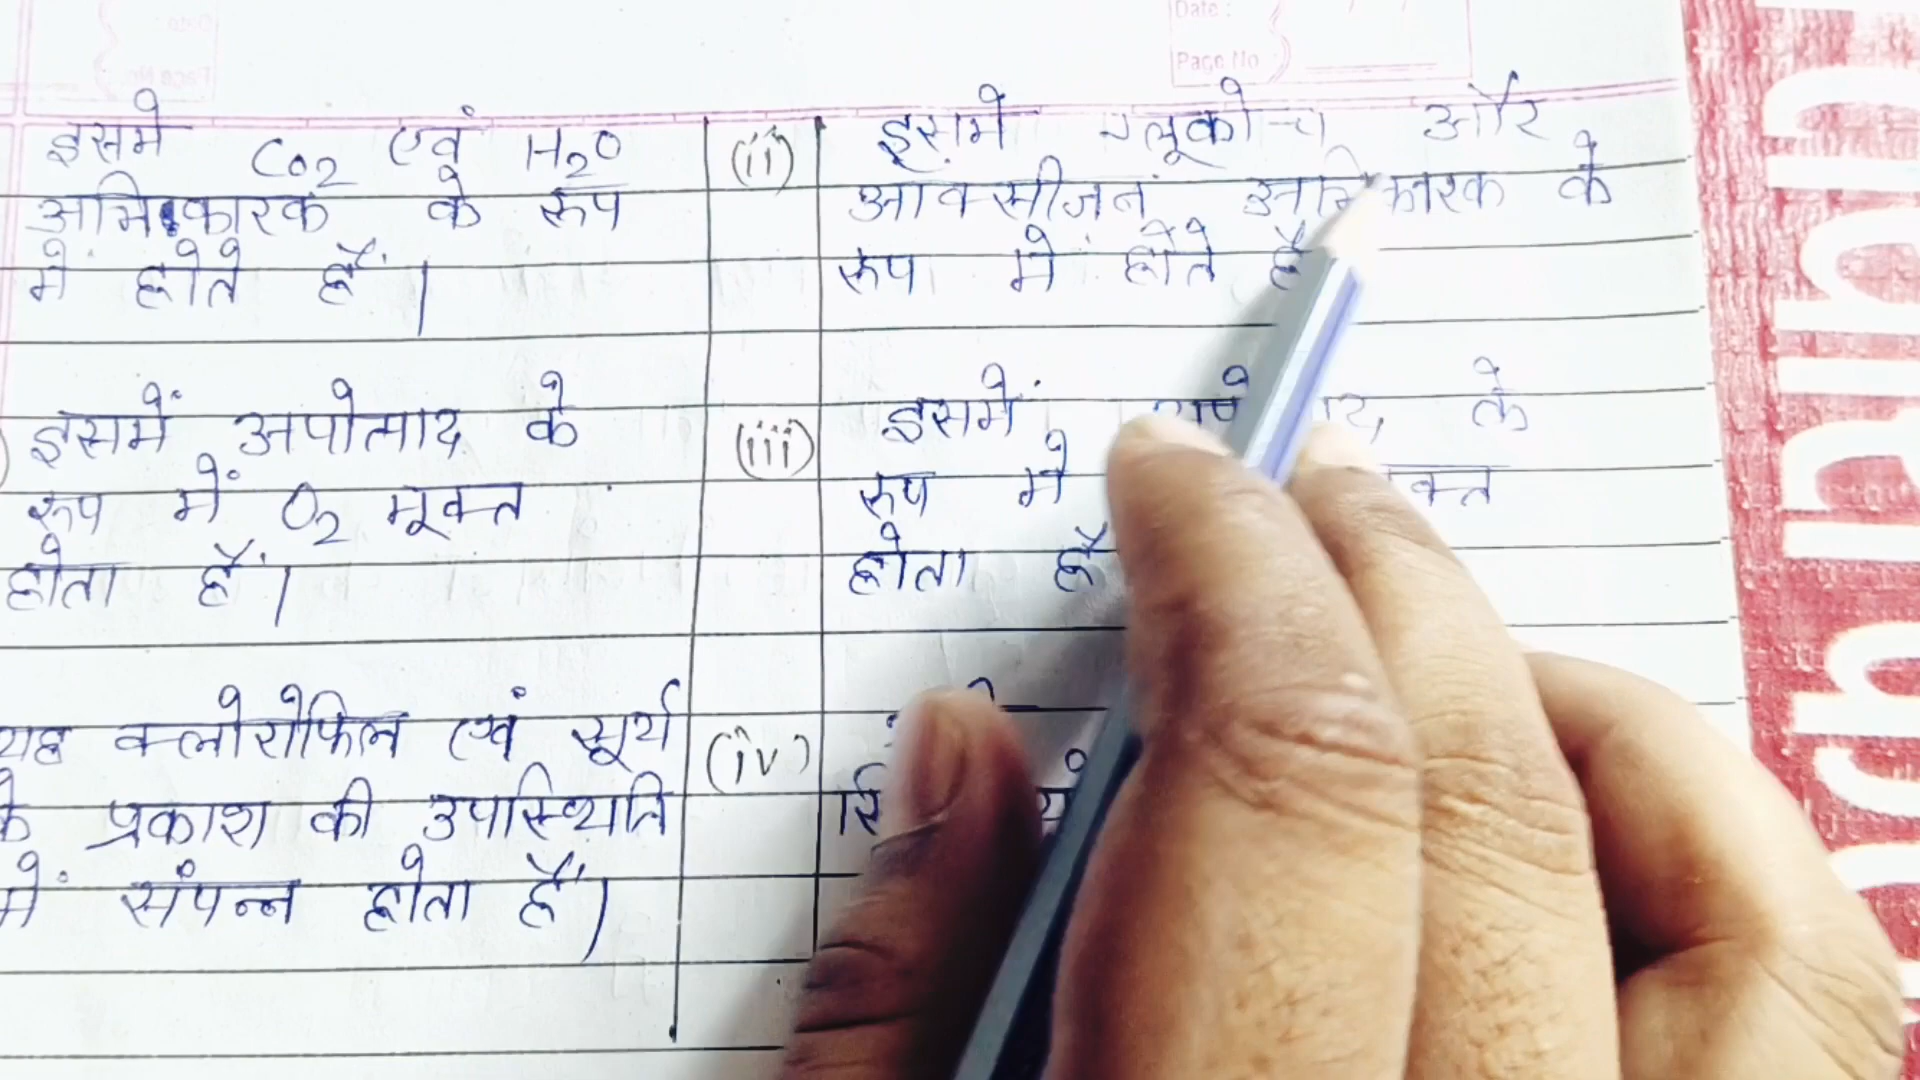 Date :
Page No :
इसमे CO2 एवं H2O
अभिकारक के रूप
में होते हैं।
इसमें अपोत्पाद के
रूप में O2 मूक्त
होता हैं।
यह क्लोरोफिल एवं सूर्य
के प्रकाश की उपस्थिति
में संपन्न होता हैं।
(ii) इसमे ग्लूकोज और
आक्सीजन अभिकारक के
रूप में होते है
(iii) इसमें के
रूप मे
होता है
(iv)